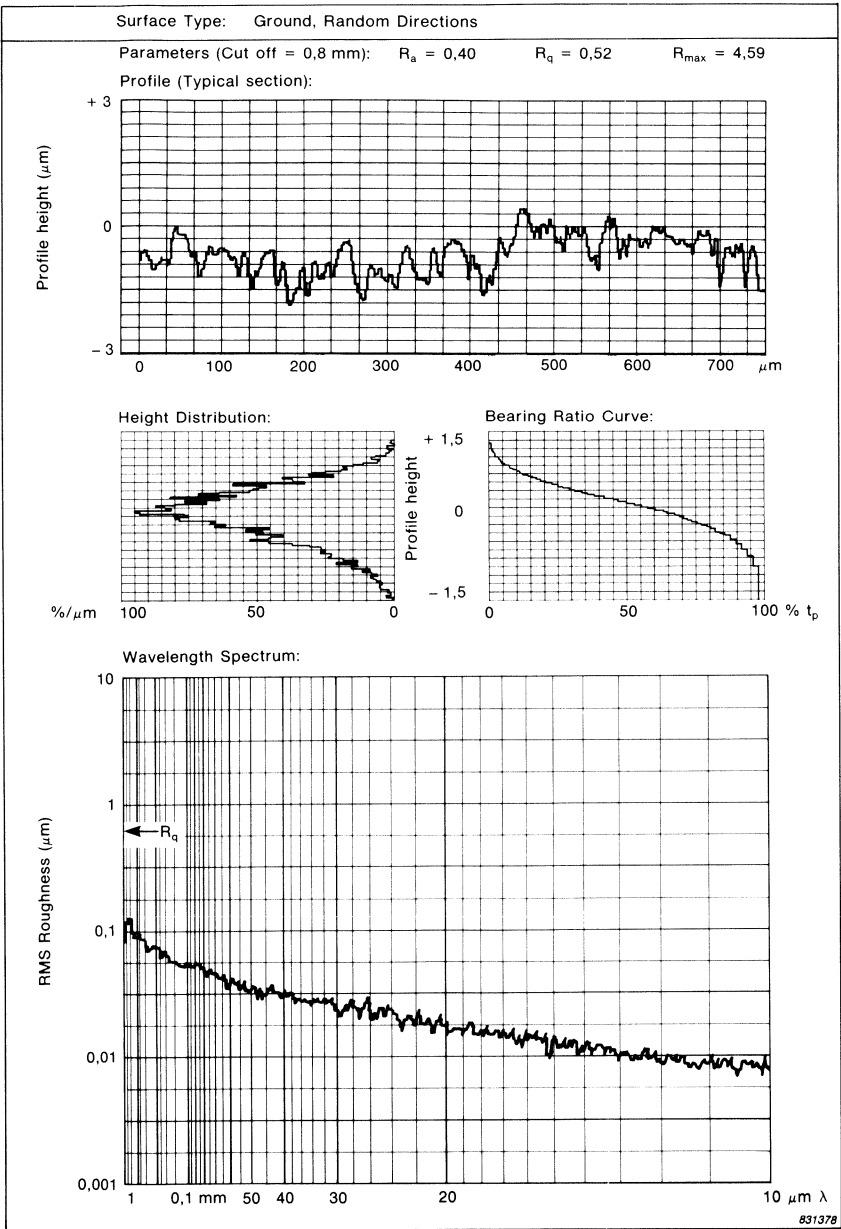 Surface Type: Ground, Random Directions
Parameters (Cut off = 0,8 mm): Ra = 0,40 Rq = 0,52 Rmax = 4,59
Profile (Typical section):
+ 3
0
– 3
Profile height (μm)
0 100 200 300 400 500 600 700 μm
Height Distribution:
%/μm 100 50 0
Bearing Ratio Curve:
+ 1,5
0
– 1,5
Profile height
0 50 100 % tp
Wavelength Spectrum:
10
1
Rq
0,1
0,01
0,001
RMS Roughness (μm)
1 0,1 mm 50 40 30 20 10 μm λ
831378